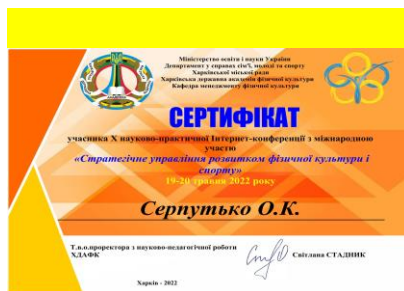 Міністерство освіти і науки України
Департамент у справах сім'ї, молоді та спорту
Харківської міської ради
Харківська державна академія фізичної культури
Кафедра менеджменту фізичної культури
СЕРТИФІКАТ
учасника X науково-практичної Інтернет-конференції з міжнародною
участю
«Стратегічне управління розвитком фізичної культури і
спорту»
19-20 травня 2022 року
Серпутько О.К.
Т.в.о.проректора з науково-педагогічної роботи
ХДАФК
Світлана СТАДНИК
Харків - 2022